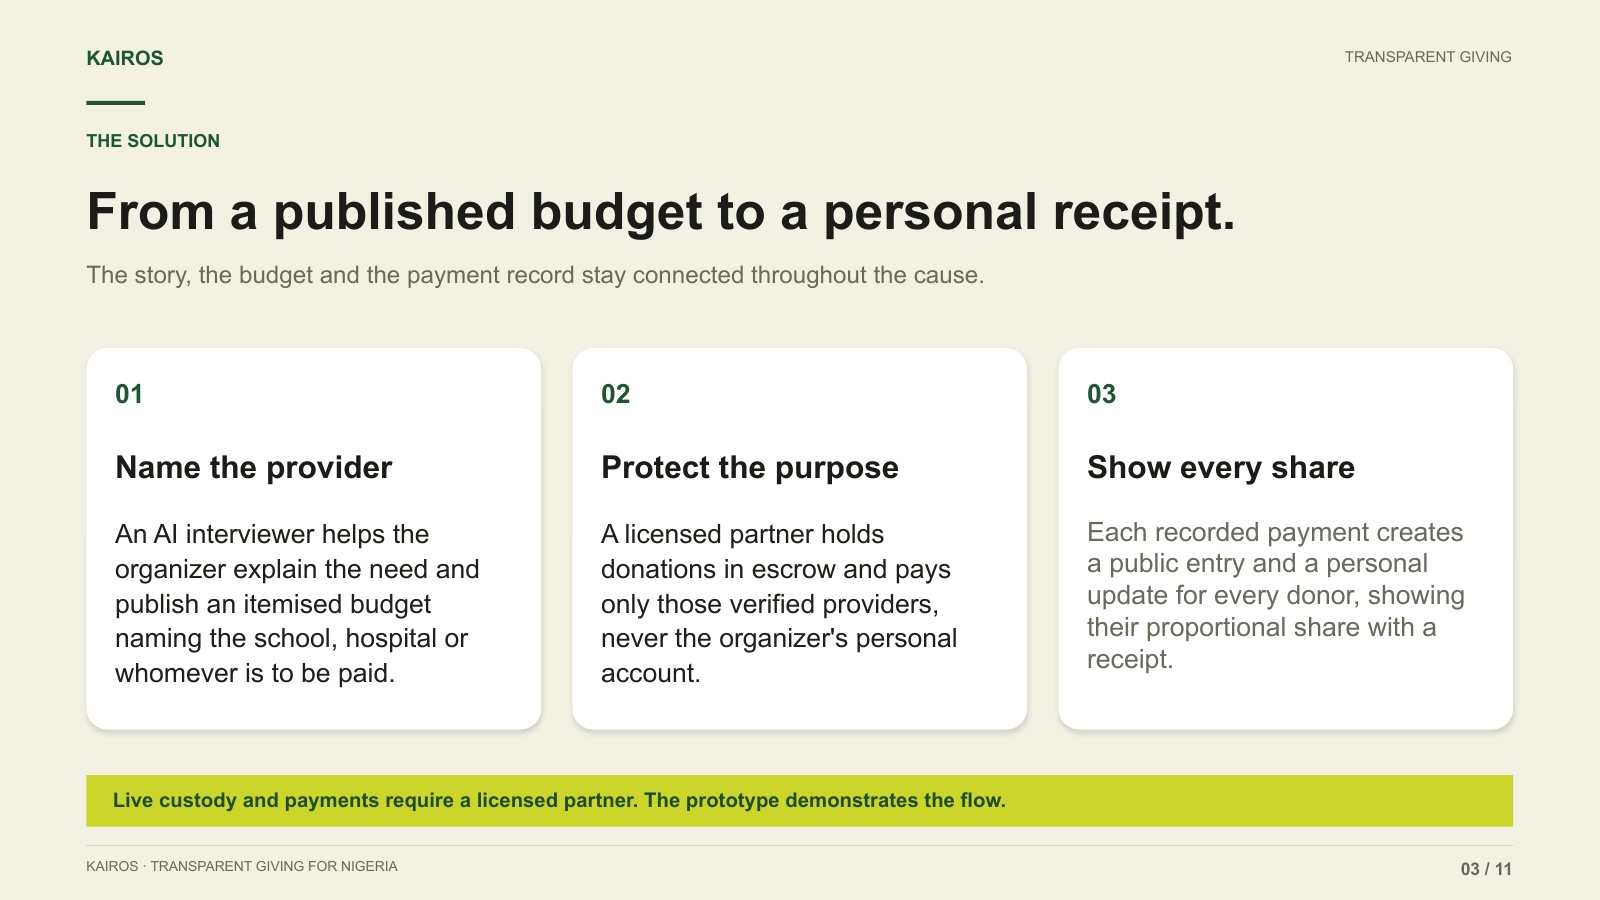 KAIROS
TRANSPARENT GIVING
THE SOLUTION
From a published budget to a personal receipt.
The story, the budget and the payment record stay connected throughout the cause.
01
Name the provider
An AI interviewer helps the
organizer explain the need and
publish an itemised budget
naming the school, hospital or
whomever is to be paid.
02
Protect the purpose
A licensed partner holds
donations in escrow and pays
only those verified providers,
never the organizer's personal
account.
03
Show every share
Each recorded payment creates
a public entry and a personal
update for every donor, showing
their proportional share with a
receipt.
Live custody and payments require a licensed partner. The prototype demonstrates the flow.
KAIROS · TRANSPARENT GIVING FOR NIGERIA
03 / 11